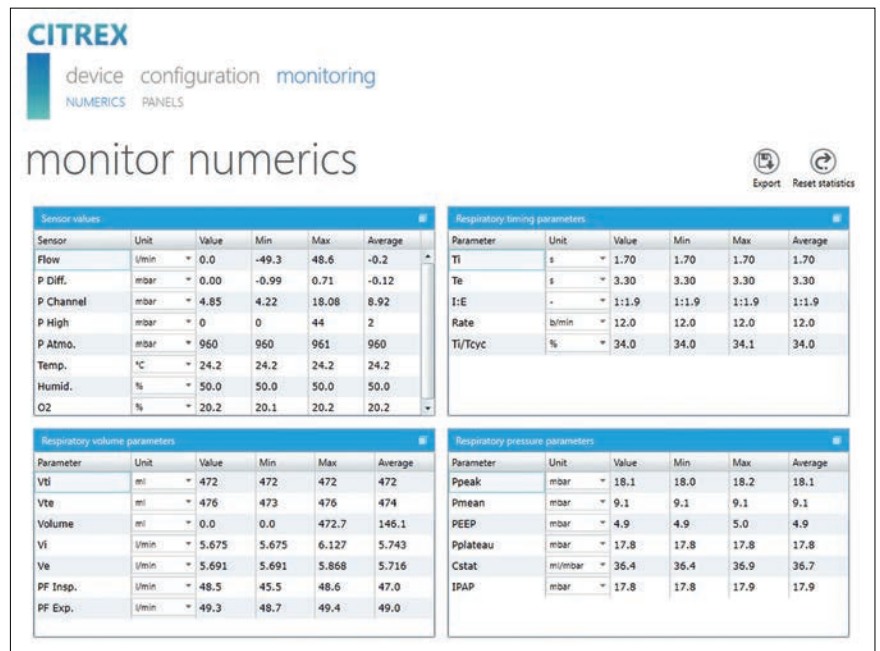 CITREX
device configuration monitoring
NUMERICS PANELS
monitor numerics
Export Reset statistics
Sensor values
Sensor Unit Value Min Max Average
Flow l/min 0.0 -49.3 48.6 -0.2
P Diff. mbar 0.00 -0.99 0.71 -0.12
P Channel mbar 4.85 4.22 18.08 8.92
P High mbar 0 0 44 2
P Atmo. mbar 960 960 961 960
Temp. °C 24.2 24.2 24.2 24.2
Humid. % 50.0 50.0 50.0 50.0
O2 % 20.2 20.1 20.2 20.2
Respiratory timing parameters
Parameter Unit Value Min Max Average
Ti s 1.70 1.70 1.70 1.70
Te s 3.30 3.30 3.30 3.30
I:E - 1:1.9 1:1.9 1:1.9 1:1.9
Rate b/min 12.0 12.0 12.0 12.0
Ti/Tcyc % 34.0 34.0 34.1 34.0
Respiratory volume parameters
Parameter Unit Value Min Max Average
Vti ml 472 472 472 472
Vte ml 476 473 476 474
Volume ml 0.0 0.0 472.7 146.1
Vi l/min 5.675 5.675 6.127 5.743
Ve l/min 5.691 5.691 5.868 5.716
PF Insp. l/min 48.5 45.5 48.6 47.0
PF Exp. l/min 49.3 48.7 49.4 49.0
Respiratory pressure parameters
Parameter Unit Value Min Max Average
Ppeak mbar 18.1 18.0 18.2 18.1
Pmean mbar 9.1 9.1 9.1 9.1
PEEP mbar 4.9 4.9 5.0 4.9
Pplateau mbar 17.8 17.8 17.8 17.8
Cstat ml/mbar 36.4 36.4 36.9 36.7
IPAP mbar 17.8 17.8 17.9 17.9